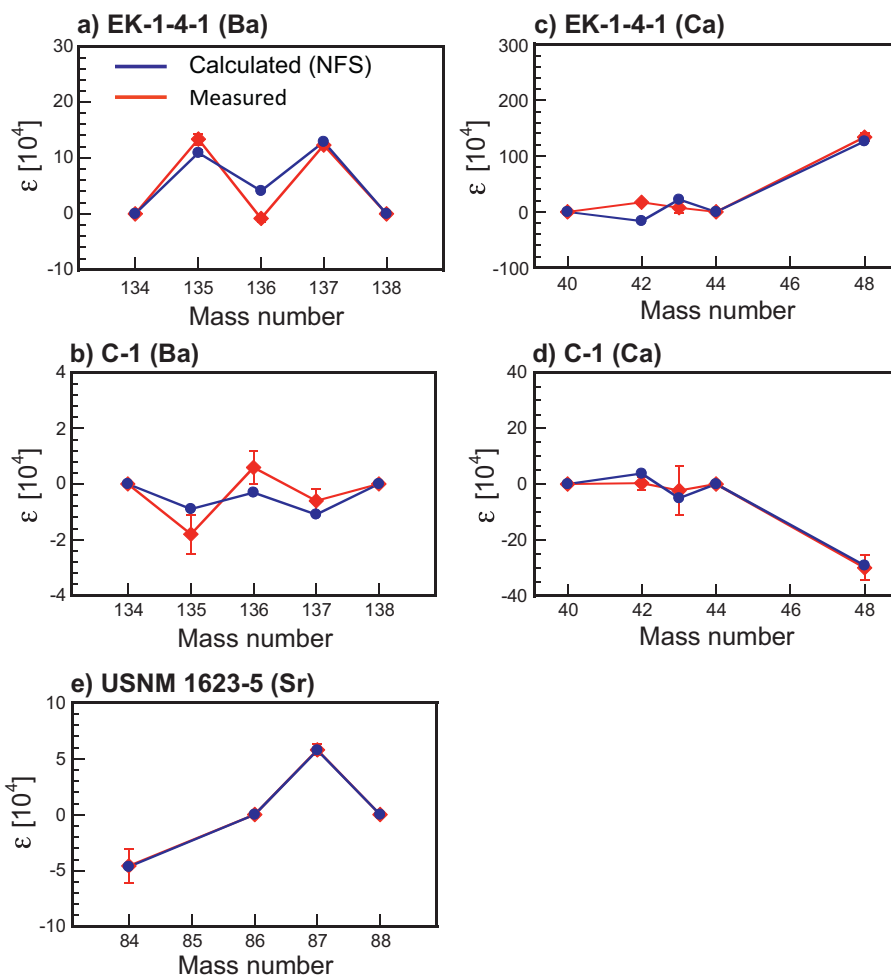 a) EK-1-4-1 (Ba)
30
20
10
0
-10
ε [10⁴]
Calculated (NFS)
Measured
134 135 136 137 138
Mass number
c) EK-1-4-1 (Ca)
300
200
100
0
-100
ε [10⁴]
40 42 44 46 48
Mass number
b) C-1 (Ba)
4
2
0
-2
-4
ε [10⁴]
134 135 136 137 138
Mass number
d) C-1 (Ca)
40
20
0
-20
-40
ε [10⁴]
40 42 44 46 48
Mass number
e) USNM 1623-5 (Sr)
10
5
0
-5
-10
ε [10⁴]
84 85 86 87 88
Mass number